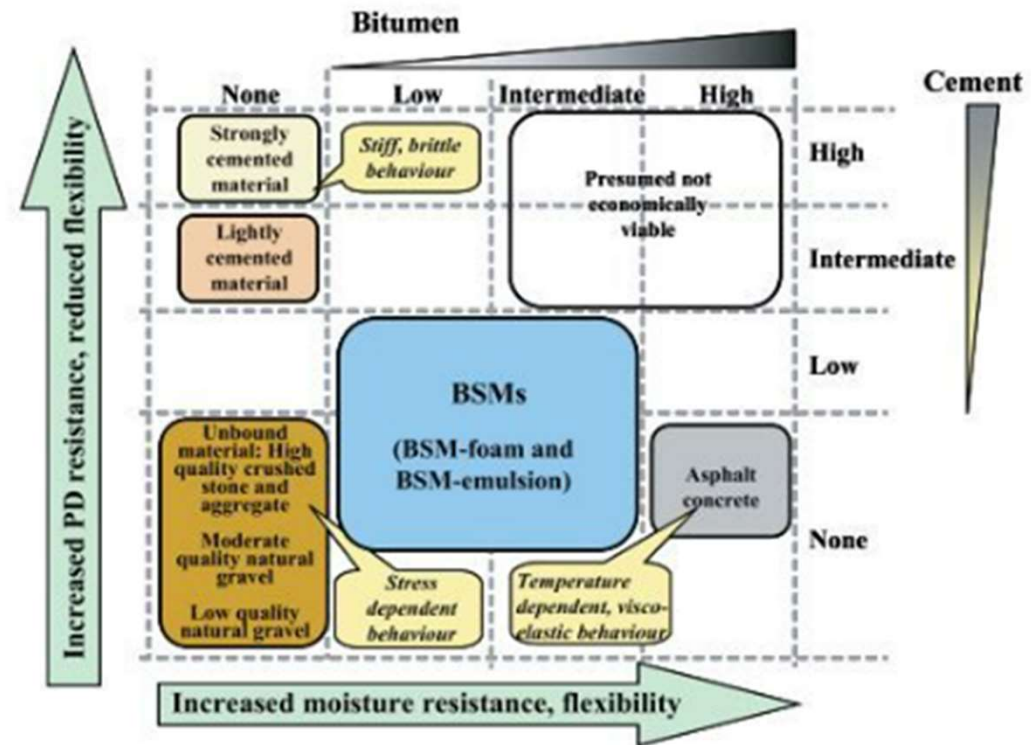 Bitumen
None
Low
Intermediate
High
Cement
Strongly
cemented
material
Stiff, brittle
behaviour
Presumed not
economically
viable
High
Lightly
cemented
material
Intermediate
BSMs
(BSM-foam and
BSM-emulsion)
Low
Unbound
material: High
quality crushed
stone and
aggregate
Moderate
quality natural
gravel
Low quality
natural gravel
Asphalt
concrete
None
Stress
dependent
behaviour
Temperature
dependent, visco-
elastic behaviour
Increased PD resistance, reduced flexibility
Increased moisture resistance, flexibility